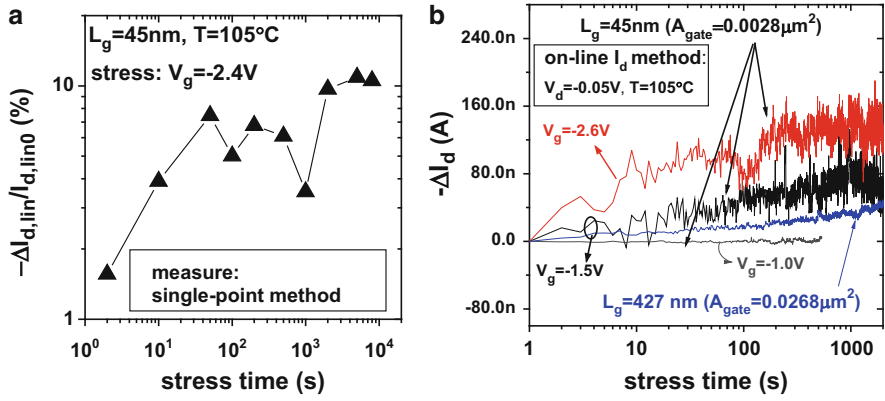 a
L_g=45nm, T=105°C
stress: V_g=-2.4V
−ΔI_d,lin/I_d,lin0 (%)
10
1
measure:
single-point method
10^0 10^1 10^2 10^3 10^4
stress time (s)
b
L_g=45nm (A_gate=0.0028μm^2)
on-line I_d method:
V_d=-0.05V, T=105°C
-ΔI_d (A)
160.0n
80.0n
0.0
-80.0n
V_g=-2.6V
V_g=-1.5V
V_g=-1.0V
L_g=427 nm (A_gate=0.0268μm^2)
1 10 100 1000
stress time (s)